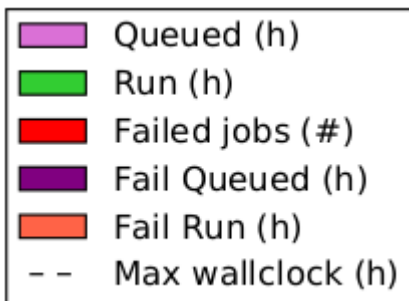 Queued (h)
Run (h)
Failed jobs (#)
Fail Queued (h)
Fail Run (h)
Max wallclock (h)